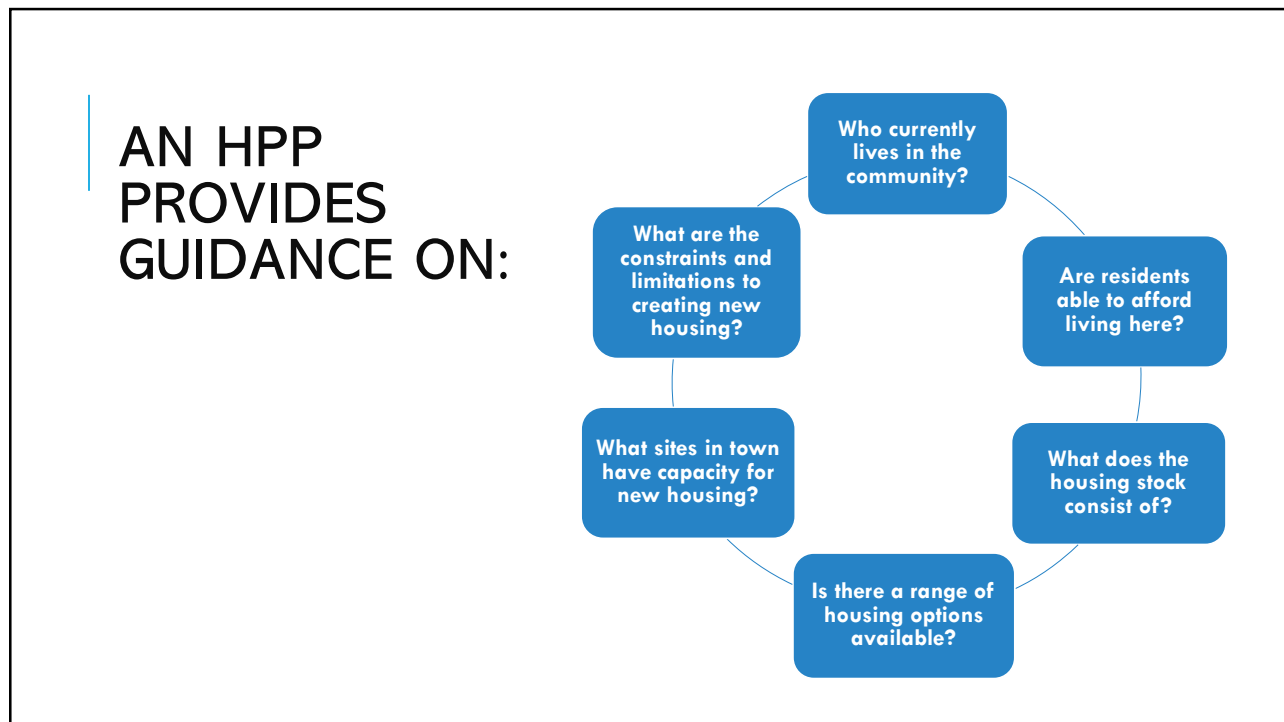 AN HPP
PROVIDES
GUIDANCE ON:
Who currently
lives in the
community?
Are residents
able to afford
living here?
What does the
housing stock
consist of?
Is there a range of
housing options
available?
What sites in town
have capacity for
new housing?
What are the
constraints and
limitations to
creating new
housing?